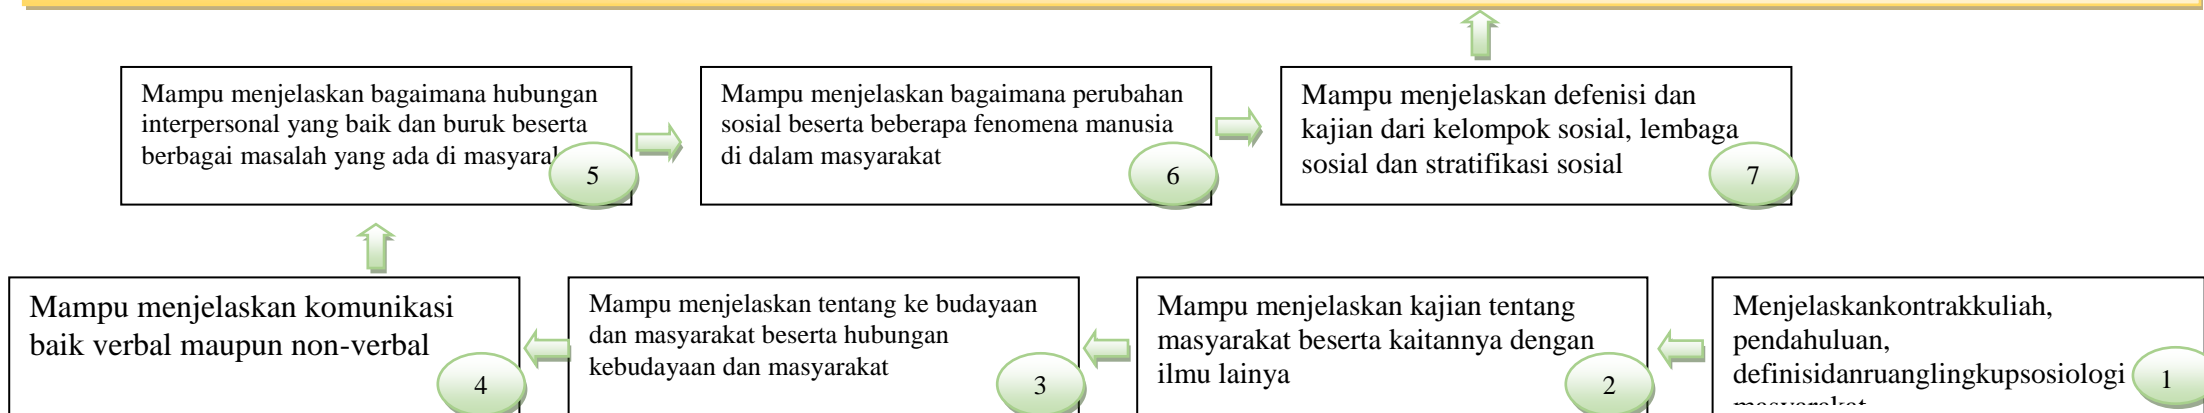 Mampu menjelaskan bagaimana hubungan
interpersonal yang baik dan buruk beserta
berbagai masalah yang ada di
5
Mampu menjelaskan bagaimana perubahan
sosial beserta beberapa fenomena manusia
di dalam masyarakat
6
Mampu menjelaskan defenisi dan
kajian dari kelompok sosial, lembaga
sosial dan stratifikasi sosial
7
Mampu menjelaskan komunikasi
baik verbal maupun non-verbal
4
Mampu menjelaskan tentang ke budayaan
dan masyarakat beserta hubungan
kebudayaan dan masyarakat
3
Mampu menjelaskan kajian tentang
masyarakat beserta kaitannya dengan
ilmu lainya
2
Menjelaskankontrakkuliah,
pendahuluan,
definisidanruanglingkupsosiologi
1